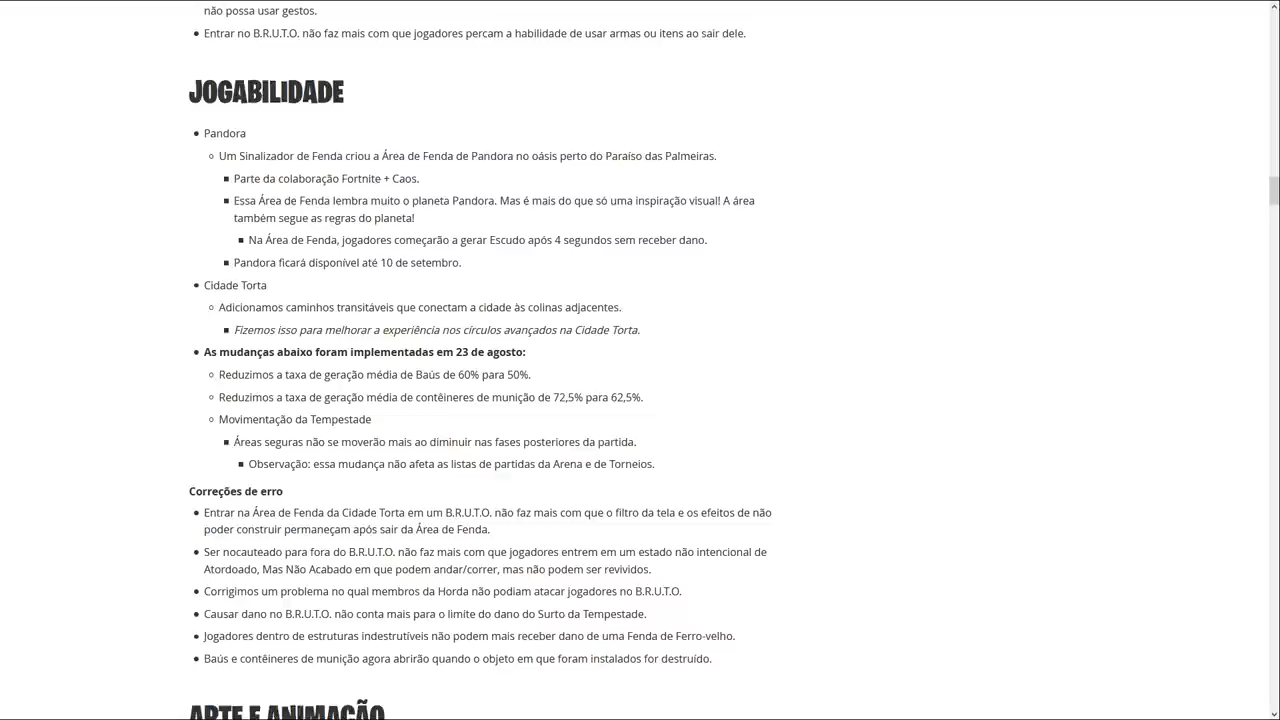 não possa usar gestos.
Entrar no B.R.U.T.O. não faz mais com que jogadores percam a habilidade de usar armas ou itens ao sair dele.
JOGABILIDADE
Pandora
Um Sinalizador de Fenda criou a Área de Fenda de Pandora no oásis perto do Paraíso das Palmeiras.
Parte da colaboração Fortnite + Caos.
Essa Área de Fenda lembra muito o planeta Pandora. Mas é mais do que só uma inspiração visual! A área
também segue as regras do planeta!
Na Área de Fenda, jogadores começarão a gerar Escudo após 4 segundos sem receber dano.
Pandora ficará disponível até 10 de setembro.
Cidade Torta
Adicionamos caminhos transitáveis que conectam a cidade às colinas adjacentes.
Fizemos isso para melhorar a experiência nos círculos avançados na Cidade Torta.
As mudanças abaixo foram implementadas em 23 de agosto:
Reduzimos a taxa de geração média de Baús de 60% para 50%.
Reduzimos a taxa de geração média de contêineres de munição de 72,5% para 62,5%.
Movimentação da Tempestade
Áreas seguras não se moverão mais ao diminuir nas fases posteriores da partida.
Observação: essa mudança não afeta as listas de partidas da Arena e de Torneios.
Correções de erro
Entrar na Área de Fenda da Cidade Torta em um B.R.U.T.O. não faz mais com que o filtro da tela e os efeitos de não
poder construir permaneçam após sair da Área de Fenda.
Ser nocauteado para fora do B.R.U.T.O. não faz mais com que jogadores entrem em um estado não intencional de
Atordoado, Mas Não Acabado em que podem andar/correr, mas não podem ser revividos.
Corrigimos um problema no qual membros da Horda não podiam atacar jogadores no B.R.U.T.O.
Causar dano no B.R.U.T.O. não conta mais para o limite do dano do Surto da Tempestade.
Jogadores dentro de estruturas indestrutíveis não podem mais receber dano de uma Fenda de Ferro-velho.
Baús e contêineres de munição agora abrirão quando o objeto em que foram instalados for destruído.
ARTE E ANIMAÇÃO